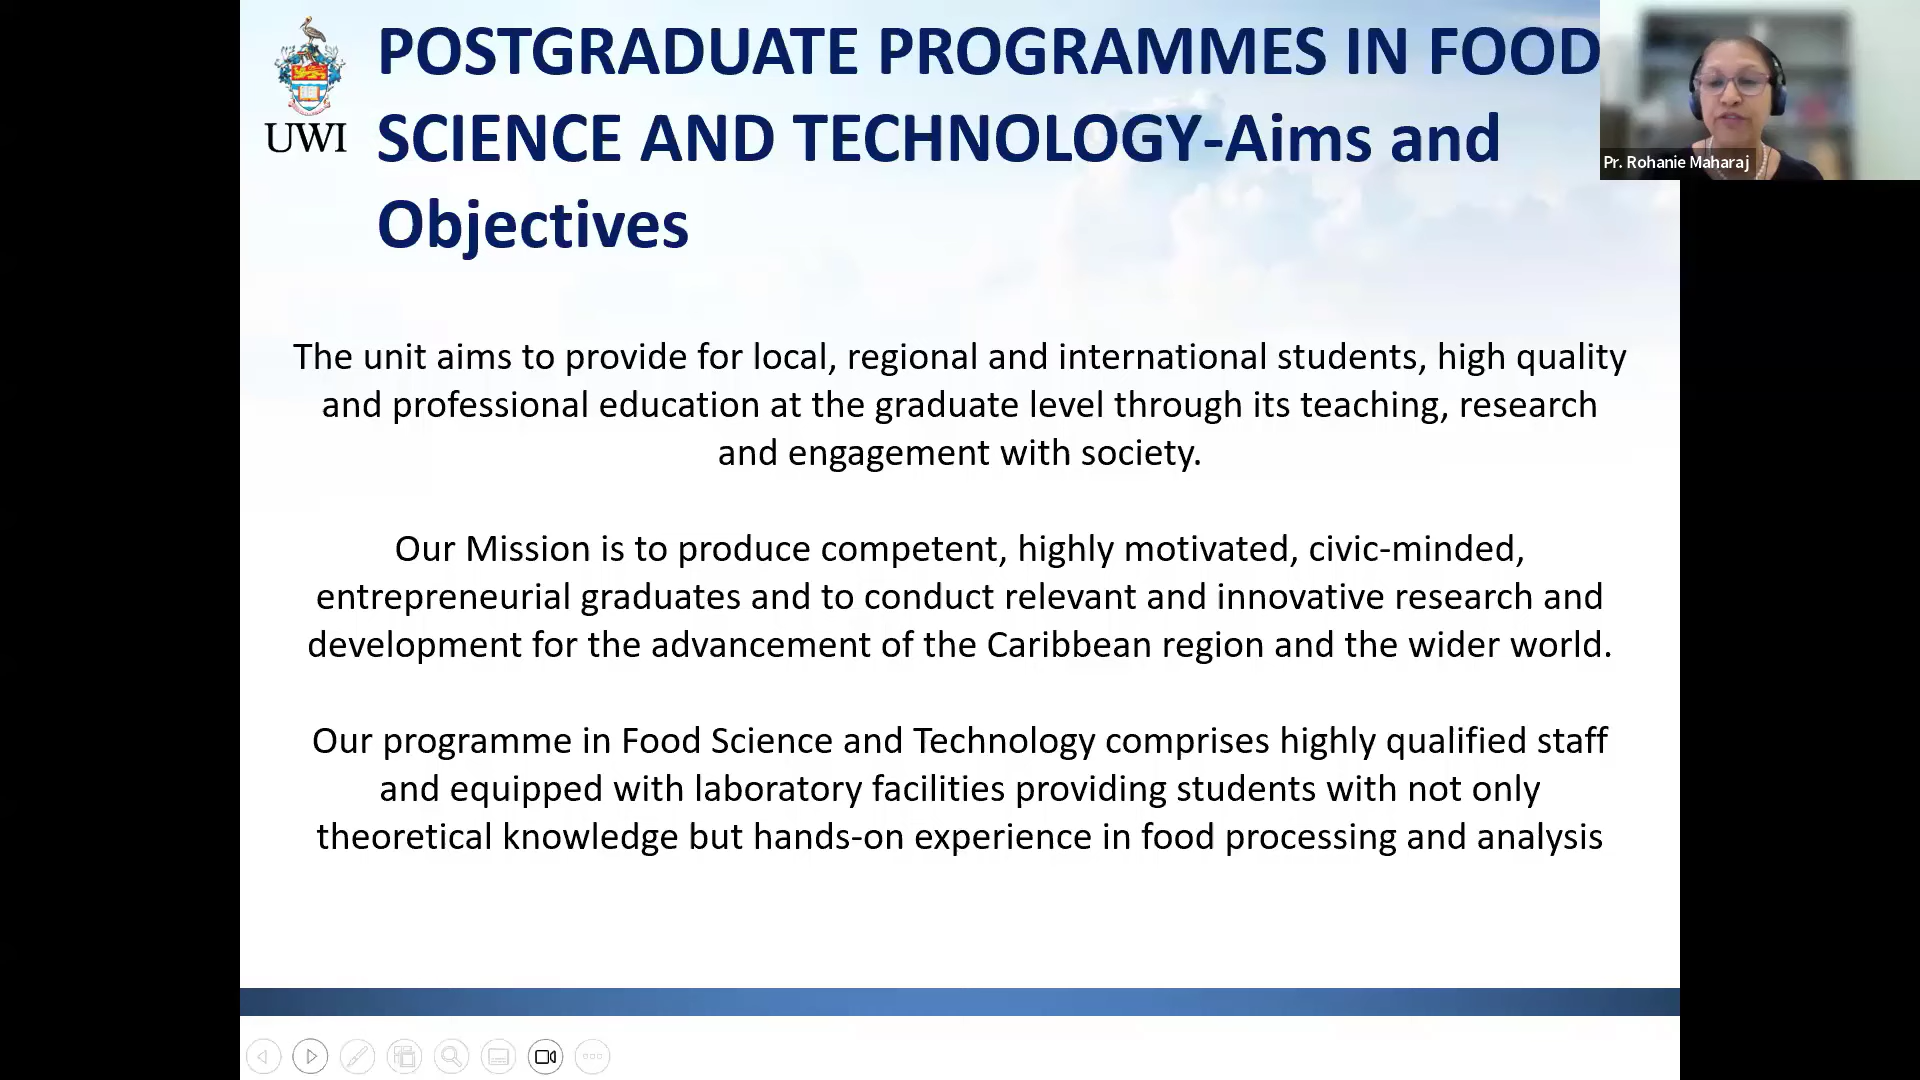 POSTGRADUATE PROGRAMMES IN FOOD
SCIENCE AND TECHNOLOGY-Aims and
Objectives
UWI
Pr. Rohanie Maharaj
The unit aims to provide for local, regional and international students, high quality
and professional education at the graduate level through its teaching, research
and engagement with society.
Our Mission is to produce competent, highly motivated, civic-minded,
entrepreneurial graduates and to conduct relevant and innovative research and
development for the advancement of the Caribbean region and the wider world.
Our programme in Food Science and Technology comprises highly qualified staff
and equipped with laboratory facilities providing students with not only
theoretical knowledge but hands-on experience in food processing and analysis